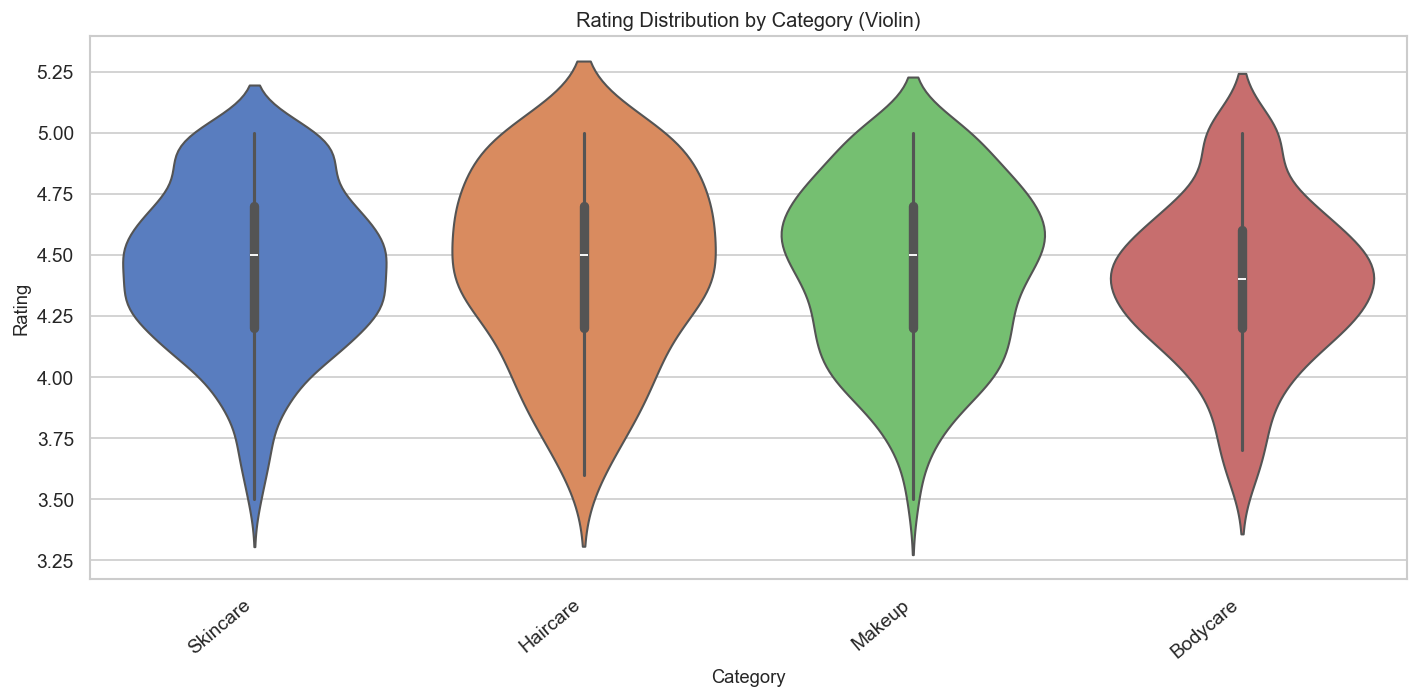 Rating Distribution by Category (Violin)
Rating
5.25
5.00
4.75
4.50
4.25
4.00
3.75
3.50
3.25
Skincare
Haircare
Makeup
Bodycare
Category